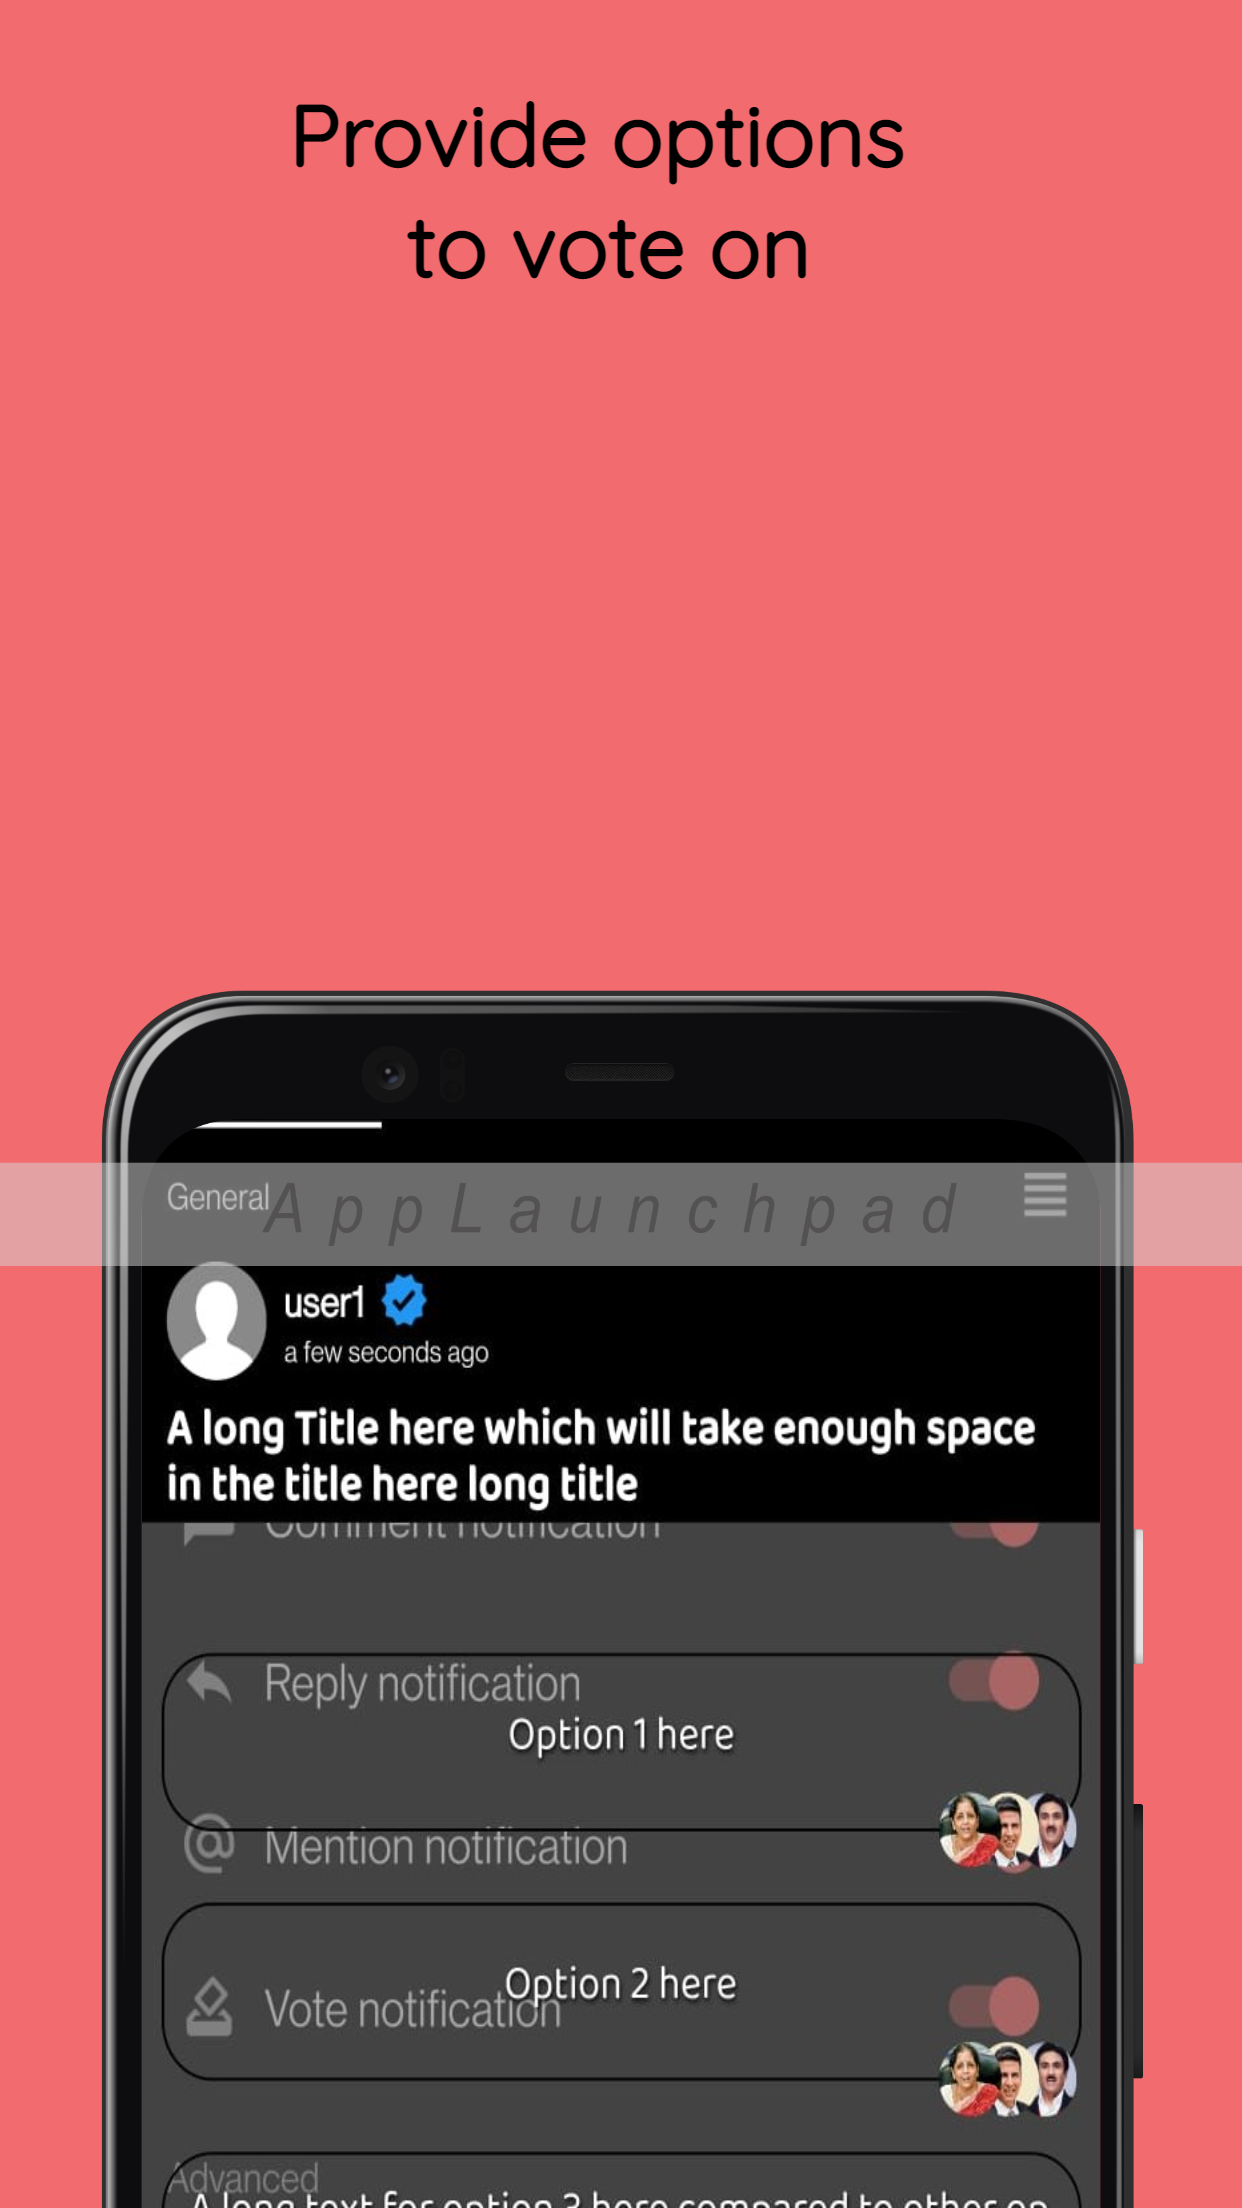 Provide options
to vote on
General
AppLaunchpad
user1
a few seconds ago
A long Title here which will take enough space
in the title here long title
Comment notification
Reply notification
Option 1 here
Mention notification
Option 2 here
Vote notification
Advanced
A long text for option 3 here compared to other op